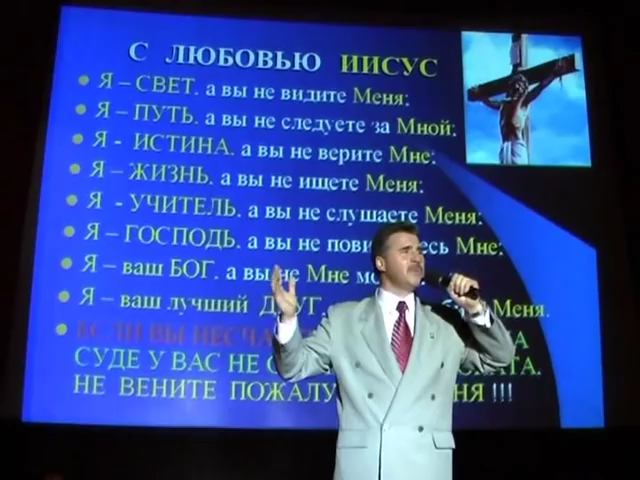 С ЛЮБОВЬЮ ИИСУС
Я – СВЕТ. а вы не видите Меня;
Я – ПУТЬ. а вы не следуете за Мной;
Я - ИСТИНА. а вы не верите Мне;
Я – ЖИЗНЬ. а вы не ищете Меня;
Я - УЧИТЕЛЬ. а вы не слушаете Меня;
Я – ГОСПОДЬ. а вы не Мне;
Я – ваш БОГ. а вы не Мне
Я – ваш лучший Меня.
ЕСЛИ ВЫ
СУДЕ У ВАС НЕ
НЕ ВЕНИТЕ !!!